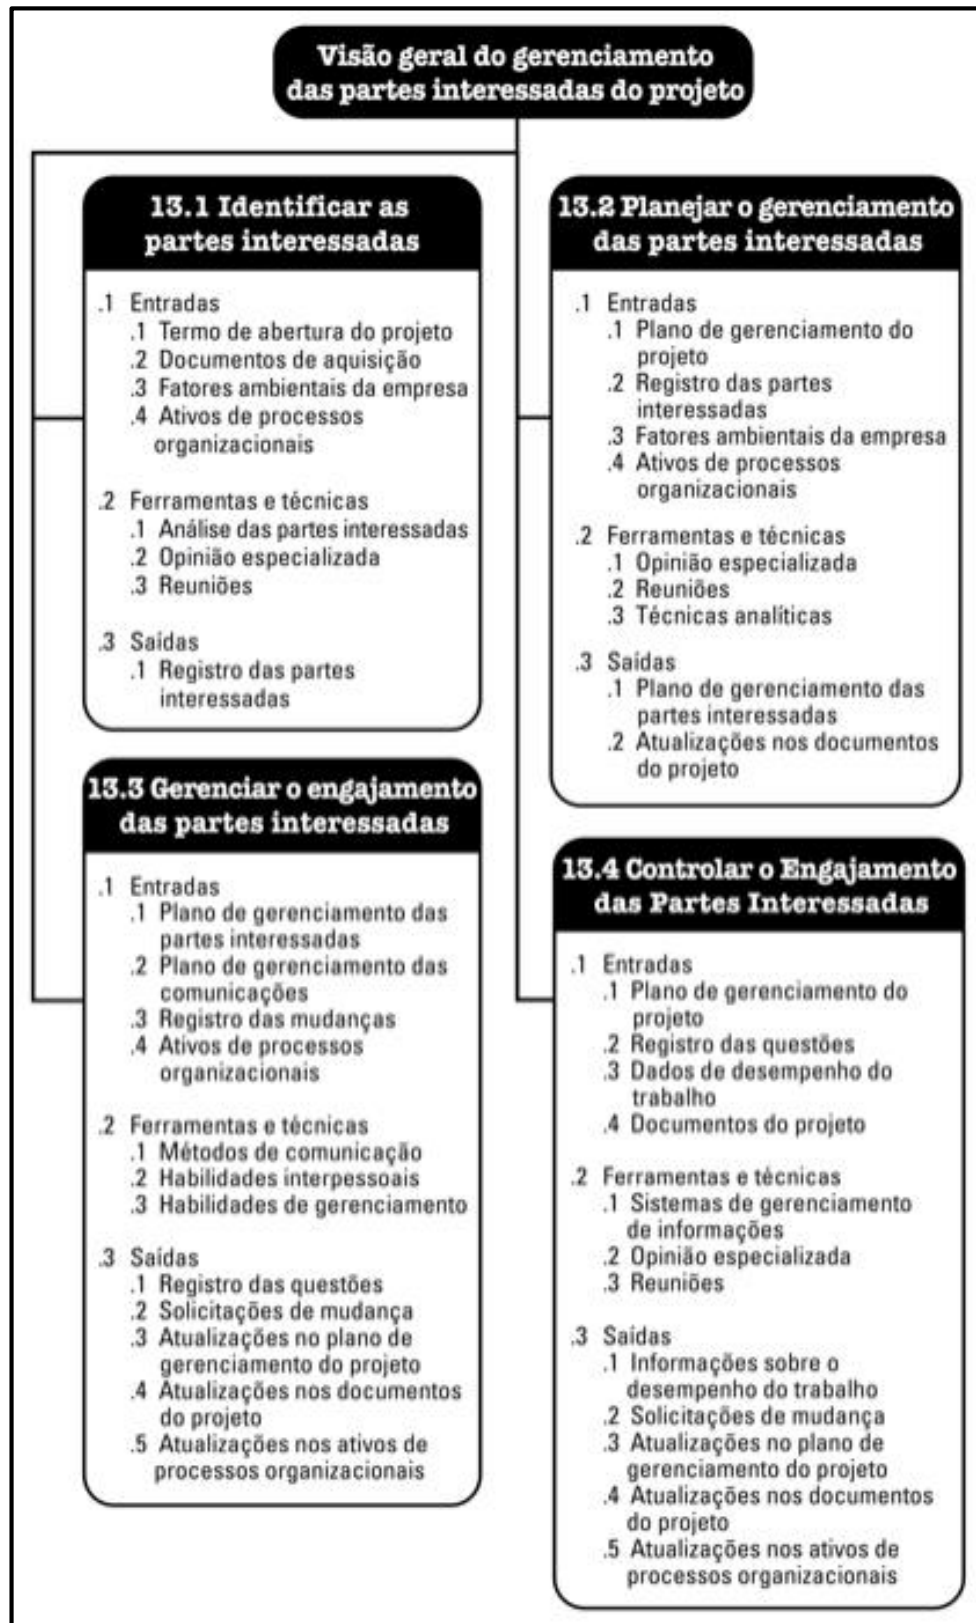 Visão geral do gerenciamento
das partes interessadas do projeto
13.1 Identificar as
partes interessadas
.1 Entradas
.1 Termo de abertura do projeto
.2 Documentos de aquisição
.3 Fatores ambientais da empresa
.4 Ativos de processos
organizacionais
.2 Ferramentas e técnicas
.1 Análise das partes interessadas
.2 Opinião especializada
.3 Reuniões
.3 Saídas
.1 Registro das partes
interessadas
13.2 Planejar o gerenciamento
das partes interessadas
.1 Entradas
.1 Plano de gerenciamento do
projeto
.2 Registro das partes
interessadas
.3 Fatores ambientais da empresa
.4 Ativos de processos
organizacionais
.2 Ferramentas e técnicas
.1 Opinião especializada
.2 Reuniões
.3 Técnicas analíticas
.3 Saídas
.1 Plano de gerenciamento das
partes interessadas
.2 Atualizações nos documentos
do projeto
13.3 Gerenciar o engajamento
das partes interessadas
.1 Entradas
.1 Plano de gerenciamento das
partes interessadas
.2 Plano de gerenciamento das
comunicações
.3 Registro das mudanças
.4 Ativos de processos
organizacionais
.2 Ferramentas e técnicas
.1 Métodos de comunicação
.2 Habilidades interpessoais
.3 Habilidades de gerenciamento
.3 Saídas
.1 Registro das questões
.2 Solicitações de mudança
.3 Atualizações no plano de
gerenciamento do projeto
.4 Atualizações nos documentos
do projeto
.5 Atualizações nos ativos de
processos organizacionais
13.4 Controlar o Engajamento
das Partes Interessadas
.1 Entradas
.1 Plano de gerenciamento do
projeto
.2 Registro das questões
.3 Dados de desempenho do
trabalho
.4 Documentos do projeto
.2 Ferramentas e técnicas
.1 Sistemas de gerenciamento
de informações
.2 Opinião especializada
.3 Reuniões
.3 Saídas
.1 Informações sobre o
desempenho do trabalho
.2 Solicitações de mudança
.3 Atualizações no plano de
gerenciamento do projeto
.4 Atualizações nos documentos
do projeto
.5 Atualizações nos ativos de
processos organizacionais